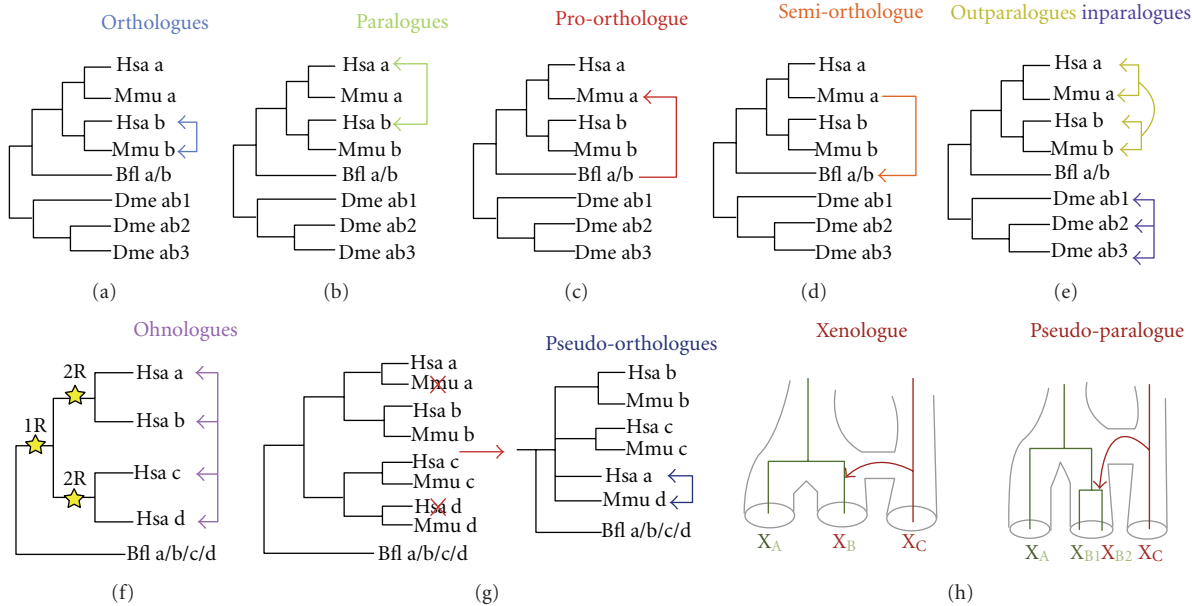 Orthologues
Hsa a
Mmu a
Hsa b
Mmu b
Bfl a/b
Dme ab1
Dme ab2
Dme ab3
(a)
Paralogues
Hsa a
Mmu a
Hsa b
Mmu b
Bfl a/b
Dme ab1
Dme ab2
Dme ab3
(b)
Pro-orthologue
Hsa a
Mmu a
Hsa b
Mmu b
Bfl a/b
Dme ab1
Dme ab2
Dme ab3
(c)
Semi-orthologue
Hsa a
Mmu a
Hsa b
Mmu b
Bfl a/b
Dme ab1
Dme ab2
Dme ab3
(d)
Outparalogues inparalogues
Hsa a
Mmu a
Hsa b
Mmu b
Bfl a/b
Dme ab1
Dme ab2
Dme ab3
(e)
Ohnologues
1R
2R
2R
Hsa a
Hsa b
Hsa c
Hsa d
Bfl a/b/c/d
(f)
Hsa a
Mmu a
Hsa b
Mmu b
Hsa c
Mmu c
Hsa d
Mmu d
Bfl a/b/c/d
Pseudo-orthologues
Hsa b
Mmu b
Hsa c
Mmu c
Hsa a
Mmu d
Bfl a/b/c/d
(g)
Xenologue
XA
XB
XC
Pseudo-paralogue
XA
XB1XB2
XC
(h)